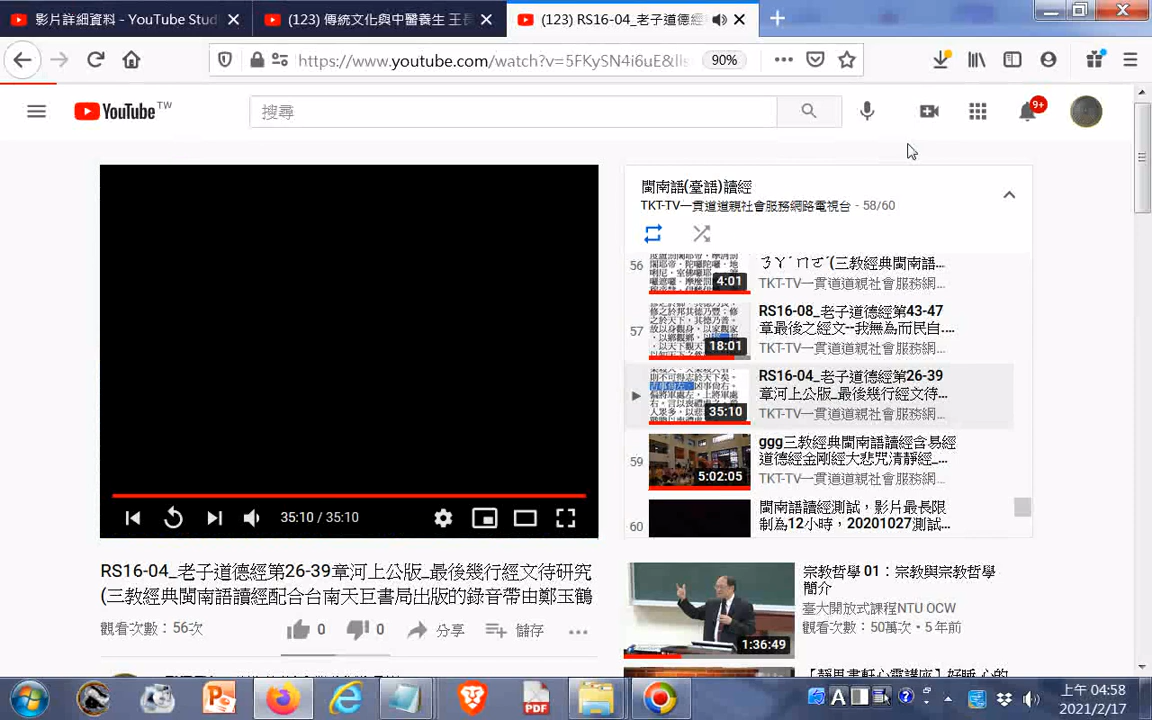 影片詳細資料 - YouTube Stud
(123) 傳統文化與中醫養生 王
(123) RS16-04_老子道德經
https://www.youtube.com/watch?v=5FKySN4i6uE&lis
90%
YouTube TW
搜尋
9+
閩南語(臺語)讀經
TKT-TV一貫道道親社會服務網路電視台 - 58/60
56
4:01
ㄋㄚˊㄇㄛˊ(三教經典閩南語...
TKT-TV一貫道道親社會服務網...
57
18:01
RS16-08_老子道德經第43-47
章最後之經文--我無為而民自....
TKT-TV一貫道道親社會服務網...
35:10
RS16-04_老子道德經第26-39
章河上公版_最後幾行經文待...
TKT-TV一貫道道親社會服務網...
59
5:02:05
ggg三教經典閩南語讀經含易經
道德經金剛經大悲咒清靜經_...
TKT-TV一貫道道親社會服務網...
60
閩南語讀經測試，影片最長限
制為12小時，20201027測試...
35:10 / 35:10
RS16-04_老子道德經第26-39章河上公版_最後幾行經文待研究
(三教經典閩南語讀經配合台南天巨書局出版的錄音帶由鄭玉鶴
觀看次數：56次
0
0
分享
儲存
1:36:49
宗教哲學 01：宗教與宗教哲學
簡介
臺大開放式課程NTU OCW
觀看次數：50萬次・5 年前
PDF
A
上午 04:58
2021/2/17